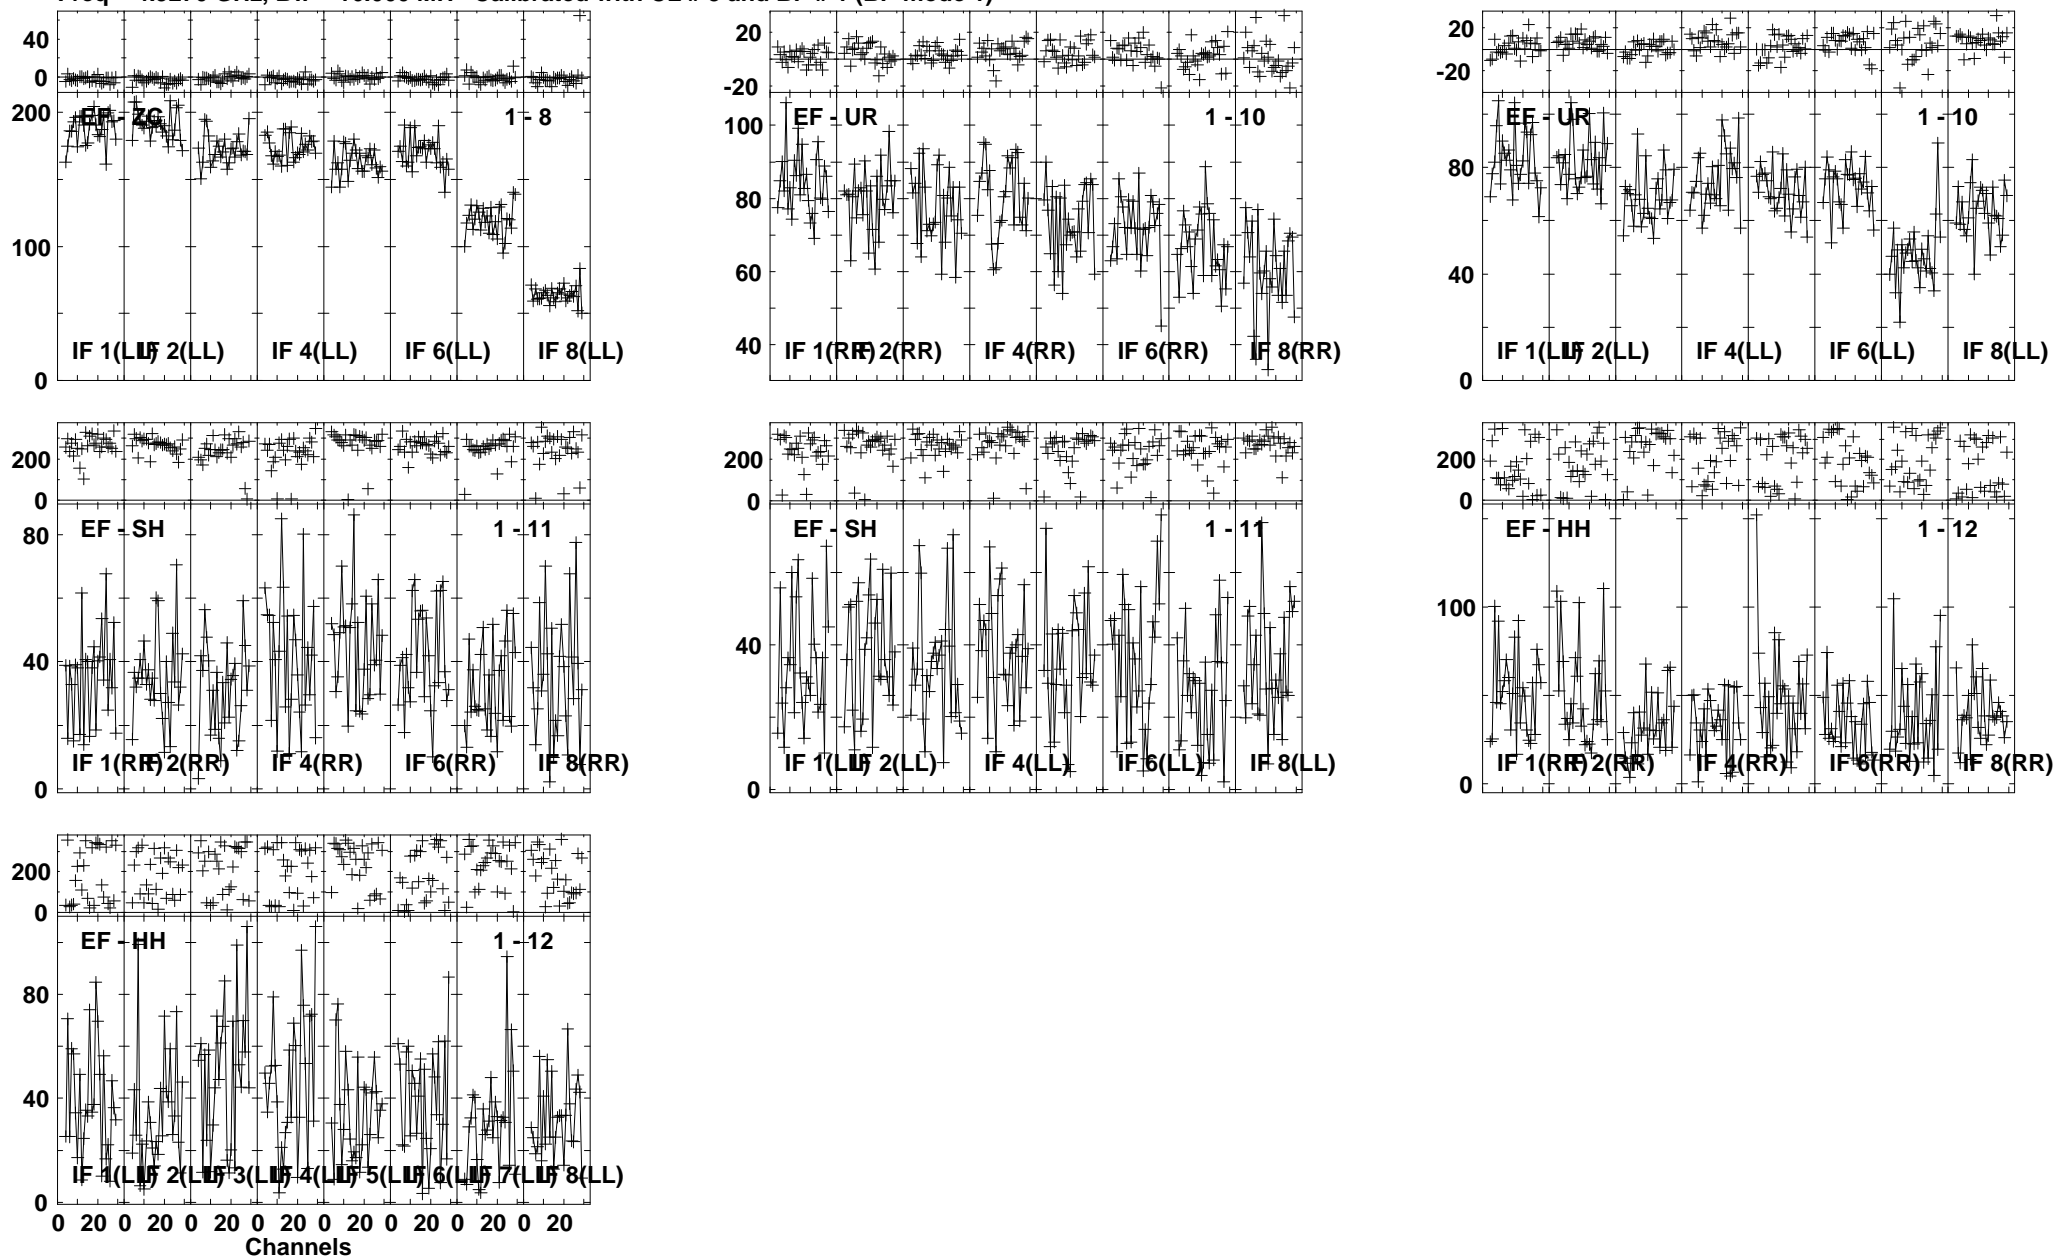 40
0
200
100
0
EF - ZC 1 - 8
IF 1(LL) IF 2(LL) IF 4(LL) IF 6(LL) IF 8(LL)
20
-20
100
80
60
40
EF - UR 1 - 10
IF 1(RR) IF 2(RR) IF 4(RR) IF 6(RR) IF 8(RR)
20
-20
80
40
0
EF - UR 1 - 10
IF 1(LL) IF 2(LL) IF 4(LL) IF 6(LL) IF 8(LL)
200
0
80
40
0
EF - SH 1 - 11
IF 1(RR) IF 2(RR) IF 4(RR) IF 6(RR) IF 8(RR)
200
0
40
0
EF - SH 1 - 11
IF 1(LL) IF 2(LL) IF 4(LL) IF 6(LL) IF 8(LL)
200
0
100
0
EF - HH 1 - 12
IF 1(RR) IF 2(RR) IF 4(RR) IF 6(RR) IF 8(RR)
200
0
80
40
0
EF - HH 1 - 12
IF 1(LL) IF 2(LL) IF 3(LL) IF 4(LL) IF 5(LL) IF 6(LL) IF 7(LL) IF 8(LL)
0 20 0 20 0 20 0 20 0 20 0 20 0 20 0 20
Channels